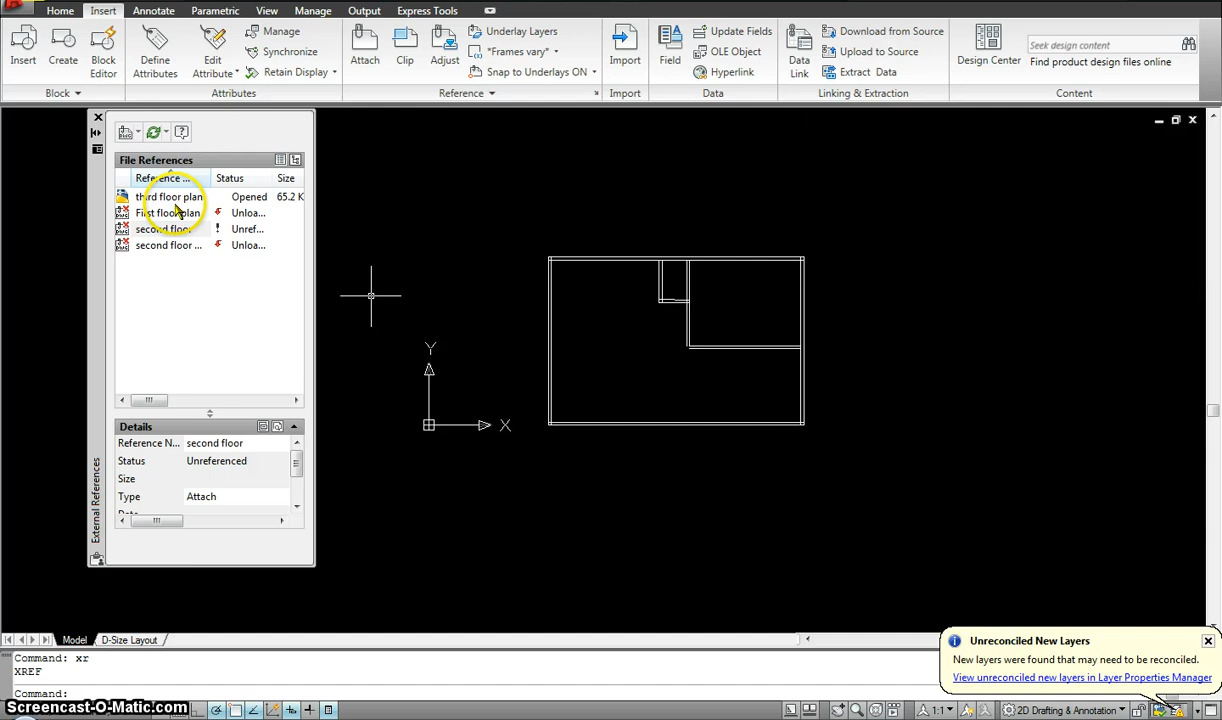 Home Insert Annotate Parametric View Manage Output Express Tools
Insert Create Block Editor
Define Attributes Edit Attribute
Manage
Synchronize
Retain Display
Attach Clip Adjust
Underlay Layers
*Frames vary*
Snap to Underlays ON
Import
Field
Update Fields
OLE Object
Hyperlink
Data Link
Download from Source
Upload to Source
Extract Data
Design Center
Seek design content
Find product design files online
Block Attributes Reference Import Data Linking & Extraction Content
File References
Reference ... Status Size
third floor plan Opened 65.2 K
First floor plan Unloa...
second floor ! Unref...
second floor ... Unloa...
Details
Reference N... second floor
Status Unreferenced
Size
Type Attach
External References
Y
X
Model D-Size Layout
Command: xr
XREF
Command:
Unreconciled New Layers
New layers were found that may need to be reconciled.
View unreconciled new layers in Layer Properties Manager
Screencast-O-Matic.com
1:1
2D Drafting & Annotation